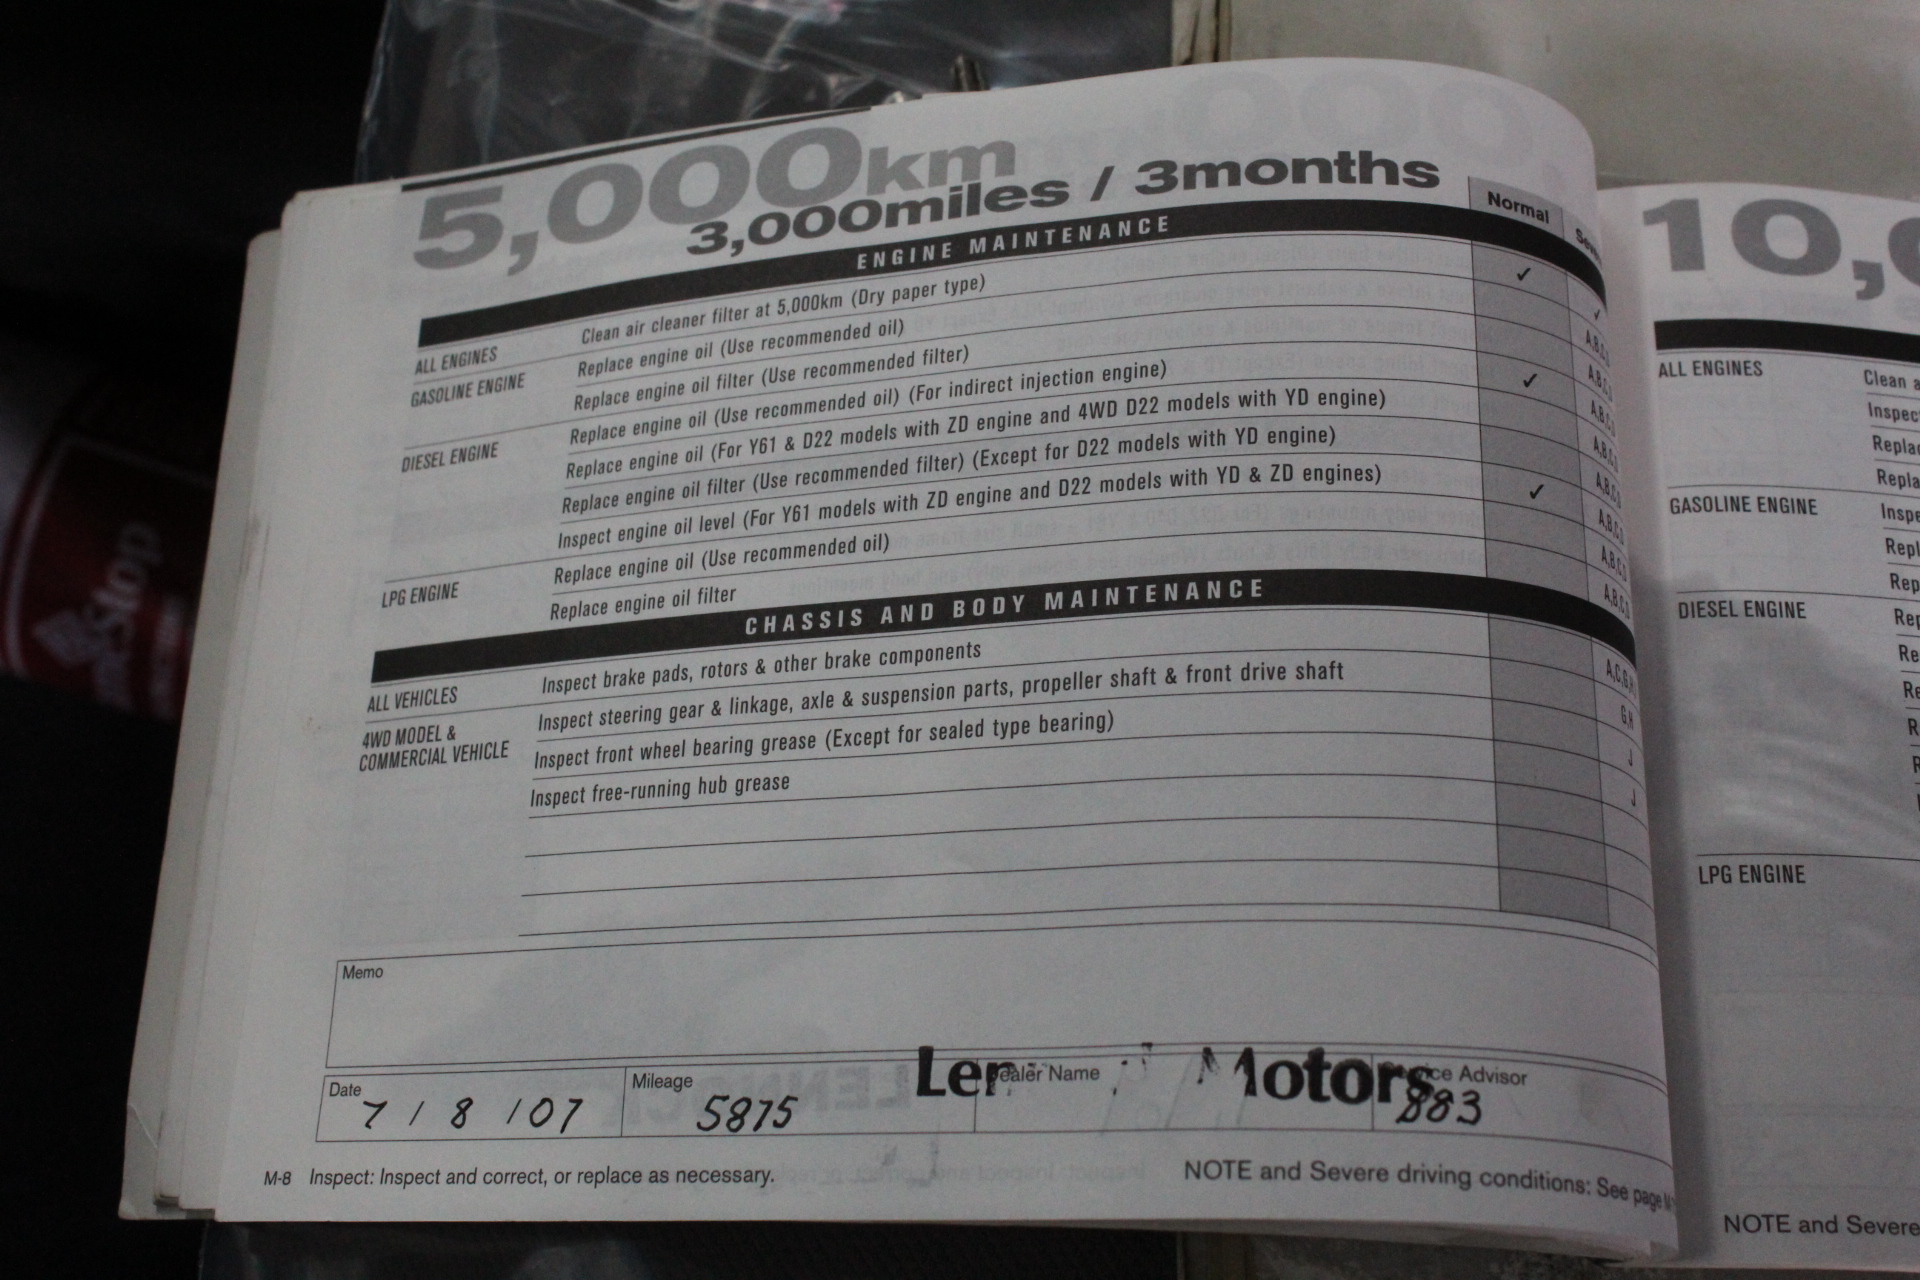 5,000km
3,000miles / 3months
Normal
ENGINE MAINTENANCE
ALL ENGINES Clean air cleaner filter at 5,000km (Dry paper type) ✓
GASOLINE ENGINE Replace engine oil (Use recommended oil) A,B,C,D
Replace engine oil filter (Use recommended filter) A,B,C,D
DIESEL ENGINE Replace engine oil (Use recommended oil) (For indirect injection engine) ✓ A,B,C,D
Replace engine oil (For Y61 & D22 models with ZD engine and 4WD D22 models with YD engine) A,B,C,D
Replace engine oil filter (Use recommended filter) (Except for D22 models with YD engine) A,B,C,D
Inspect engine oil level (For Y61 models with ZD engine and D22 models with YD & ZD engines) ✓ A,B,C,D
LPG ENGINE Replace engine oil (Use recommended oil) A,B,C,D
Replace engine oil filter A,B,C,D
CHASSIS AND BODY MAINTENANCE
ALL VEHICLES Inspect brake pads, rotors & other brake components A,C,G,H
Inspect steering gear & linkage, axle & suspension parts, propeller shaft & front drive shaft G,H
4WD MODEL &
COMMERCIAL VEHICLE Inspect front wheel bearing grease (Except for sealed type bearing) J
Inspect free-running hub grease J
Memo
Date 7 / 8 / 07
Mileage 5875
Dealer Name
Motors
Service Advisor 883
M-8 Inspect: Inspect and correct, or replace as necessary.
NOTE and Severe driving conditions: See page
10,
ALL ENGINES
Clean
Inspect
GASOLINE ENGINE
DIESEL ENGINE
LPG ENGINE
NOTE and Severe